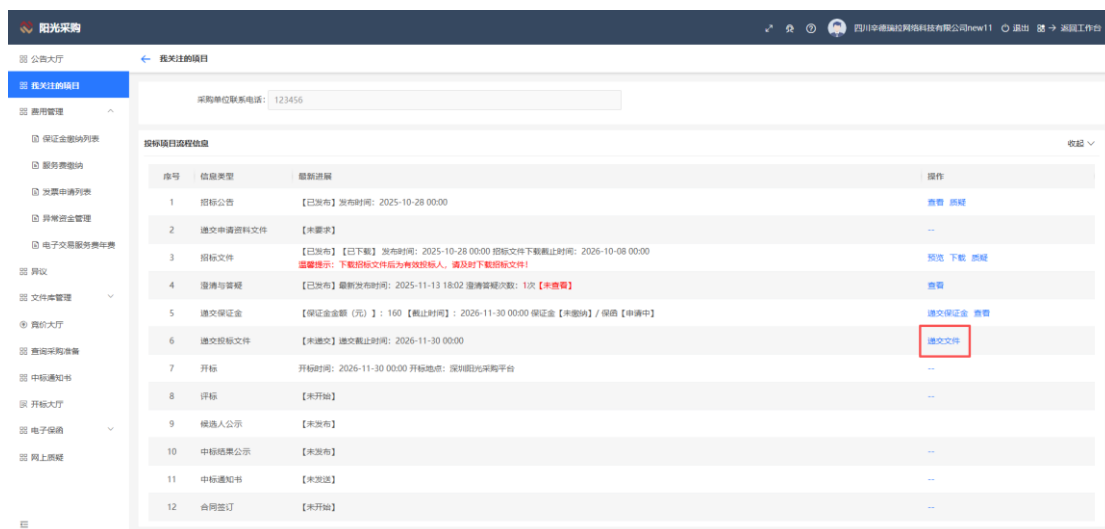 阳光采购
四川辛德瑞拉网络科技有限公司new11 退出 返回工作台
公告大厅
我关注的项目
费用管理
保证金缴纳列表
服务费缴纳
发票申请列表
异常资金管理
电子交易服务费年费
异议
文件库管理
竞价大厅
查询采购准备
中标通知书
开标大厅
电子保函
网上质疑
← 我关注的项目
采购单位联系电话： 123456
投标项目流程信息 收起
序号 信息类型 最新进展 操作
1 招标公告 【已发布】发布时间：2025-10-28 00:00 查看 质疑
2 递交申请资料文件 【未要求】 --
3 招标文件 【已发布】【已下载】 发布时间：2025-10-28 00:00 招标文件下载截止时间：2026-10-08 00:00 预览 下载 质疑
温馨提示：下载招标文件后为有效投标人，请及时下载招标文件！
4 澄清与答疑 【已发布】最新发布时间：2025-11-13 18:02 澄清答疑次数：1次【未查看】 查看
5 递交保证金 【保证金金额（元）】：160 【截止时间】：2026-11-30 00:00 保证金【未缴纳】/ 保函【申请中】 递交保证金 查看
6 递交投标文件 【未递交】递交截止时间：2026-11-30 00:00 递交文件
7 开标 开标时间：2026-11-30 00:00 开标地点：深圳阳光采购平台 --
8 评标 【未开始】 --
9 候选人公示 【未发布】
10 中标结果公示 【未发布】 --
11 中标通知书 【未发送】 --
12 合同签订 【未开始】 --